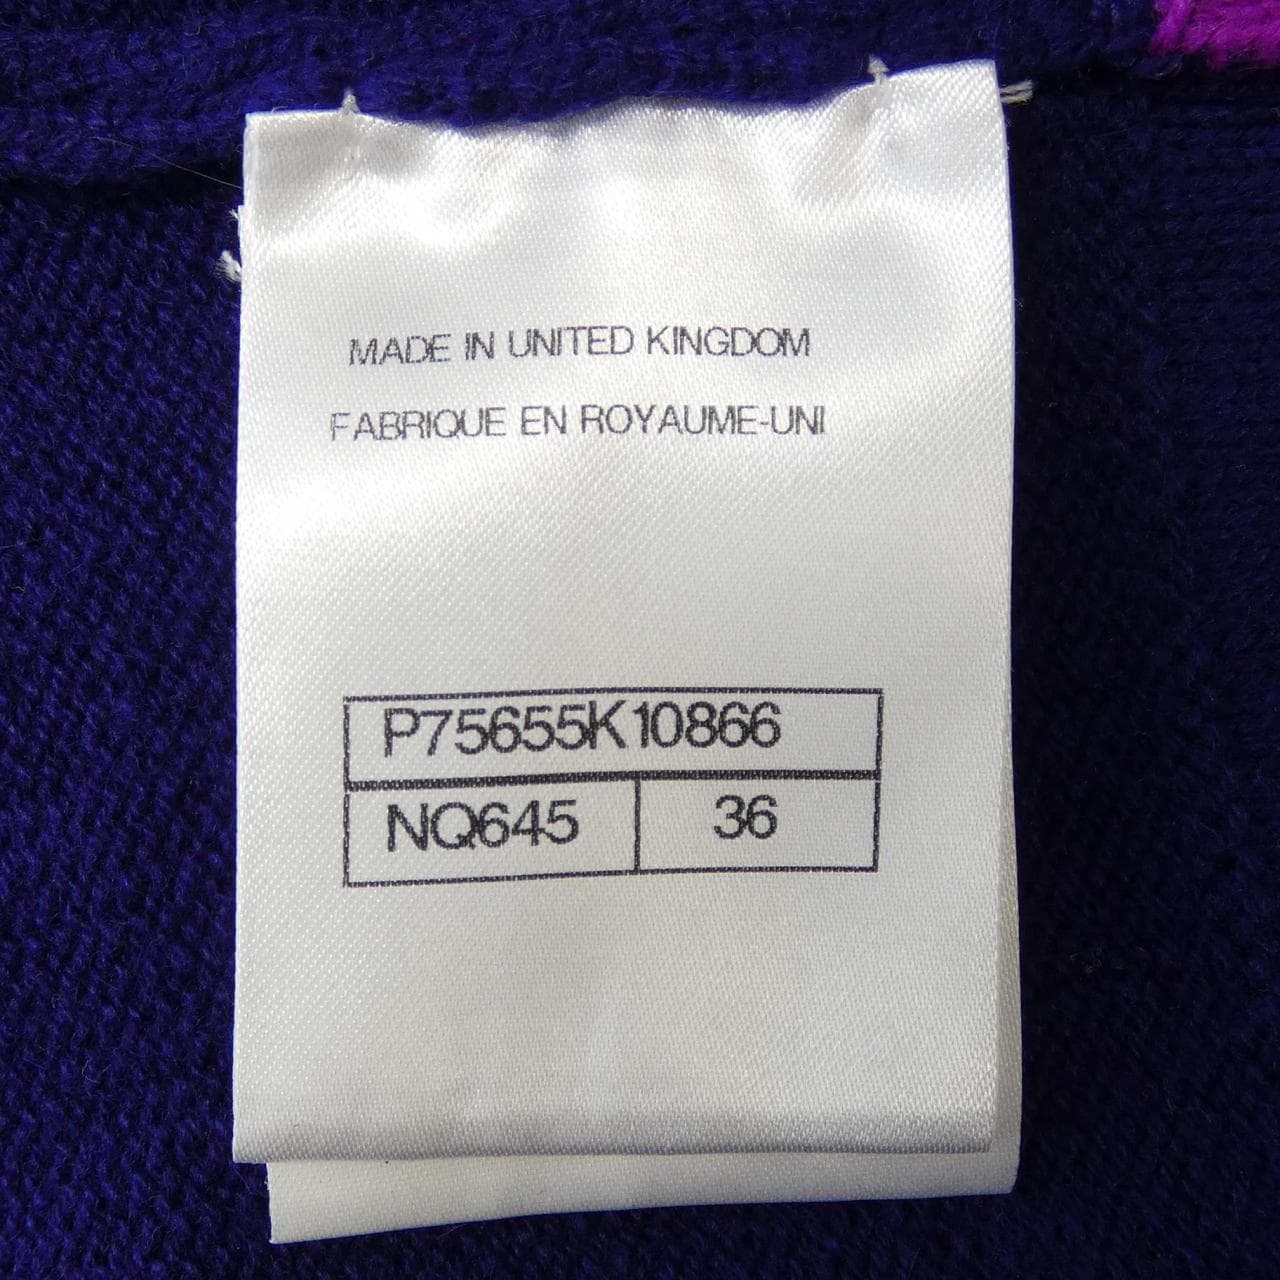 MADE IN UNITED KINGDOM
FABRIQUE EN ROYAUME-UNI
P75655K10866
NQ645 36